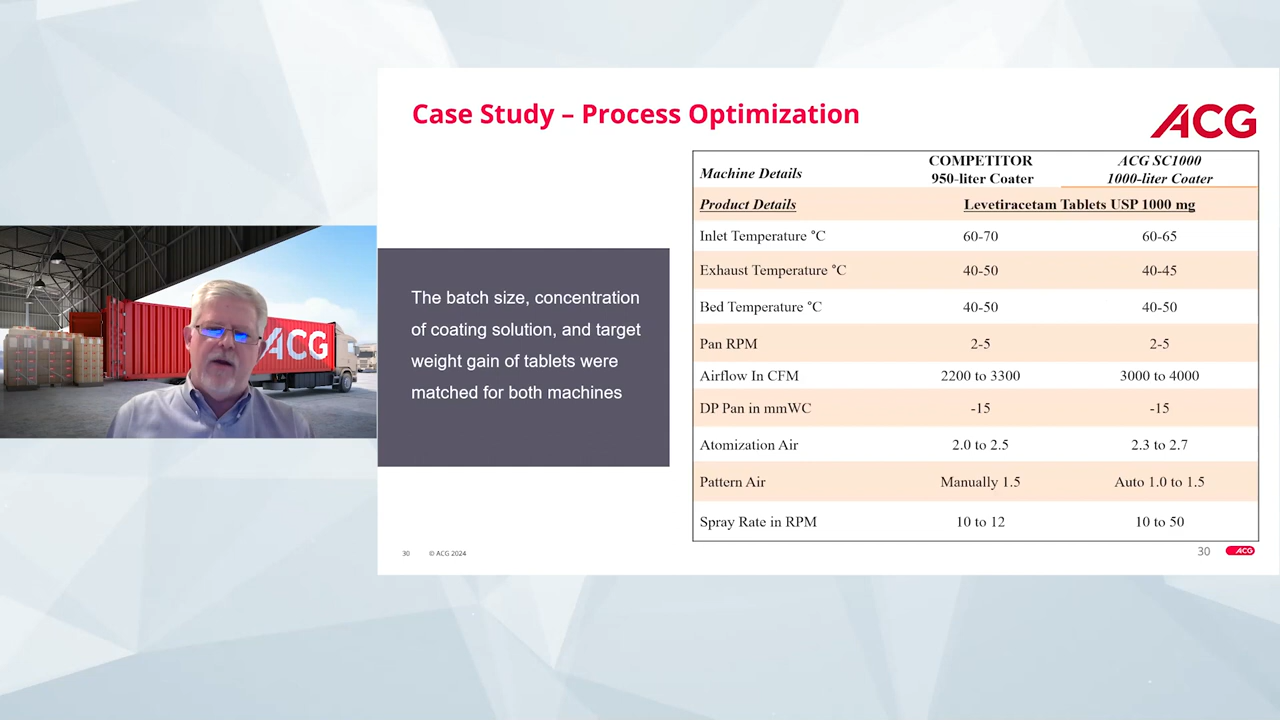 Case Study – Process Optimization
ACG
The batch size, concentration
of coating solution, and target
weight gain of tablets were
matched for both machines
Machine Details COMPETITOR 950-liter Coater ACG SC1000 1000-liter Coater
Product Details Levetiracetam Tablets USP 1000 mg
Inlet Temperature °C 60-70 60-65
Exhaust Temperature °C 40-50 40-45
Bed Temperature °C 40-50 40-50
Pan RPM 2-5 2-5
Airflow In CFM 2200 to 3300 3000 to 4000
DP Pan in mmWC -15 -15
Atomization Air 2.0 to 2.5 2.3 to 2.7
Pattern Air Manually 1.5 Auto 1.0 to 1.5
Spray Rate in RPM 10 to 12 10 to 50
30 © ACG 2024
30 ACG
ACG